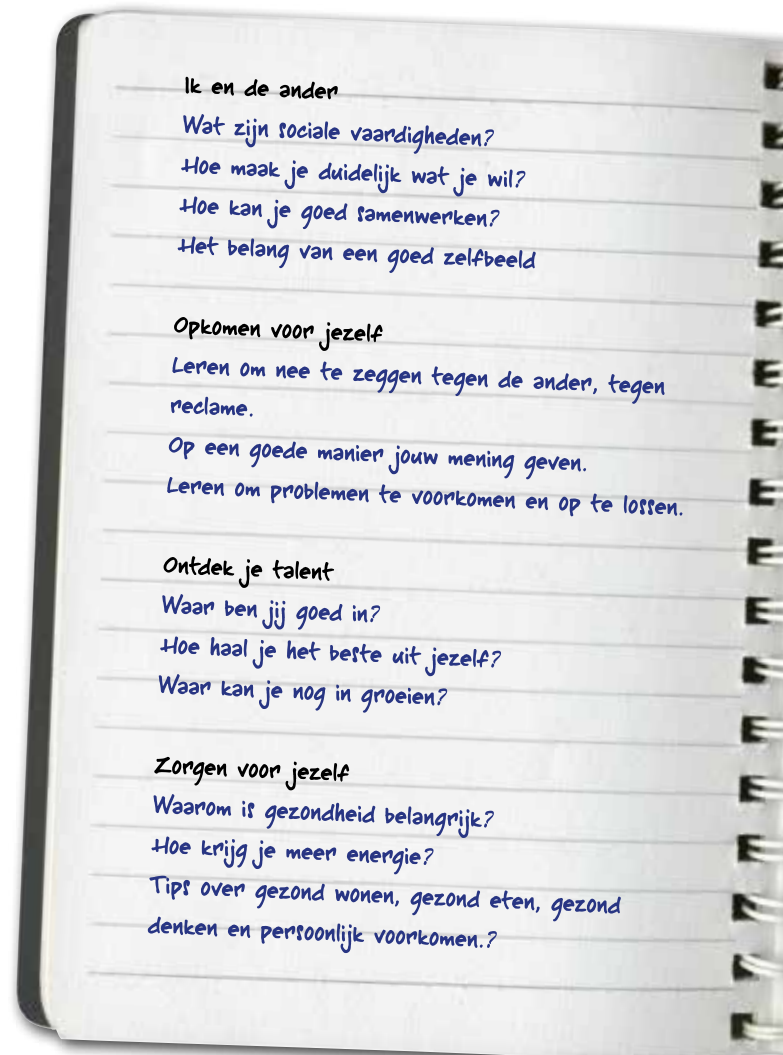 Ik en de ander
Wat zijn sociale vaardigheden?
Hoe maak je duidelijk wat je wil?
Hoe kan je goed samenwerken?
Het belang van een goed zelfbeeld
Opkomen voor jezelf
Leren om nee te zeggen tegen de ander, tegen
reclame.
Op een goede manier jouw mening geven.
Leren om problemen te voorkomen en op te lossen.
Ontdek je talent
Waar ben jij goed in?
Hoe haal je het beste uit jezelf?
Waar kan je nog in groeien?
Zorgen voor jezelf
Waarom is gezondheid belangrijk?
Hoe krijg je meer energie?
Tips over gezond wonen, gezond eten, gezond
denken en persoonlijk voorkomen.?